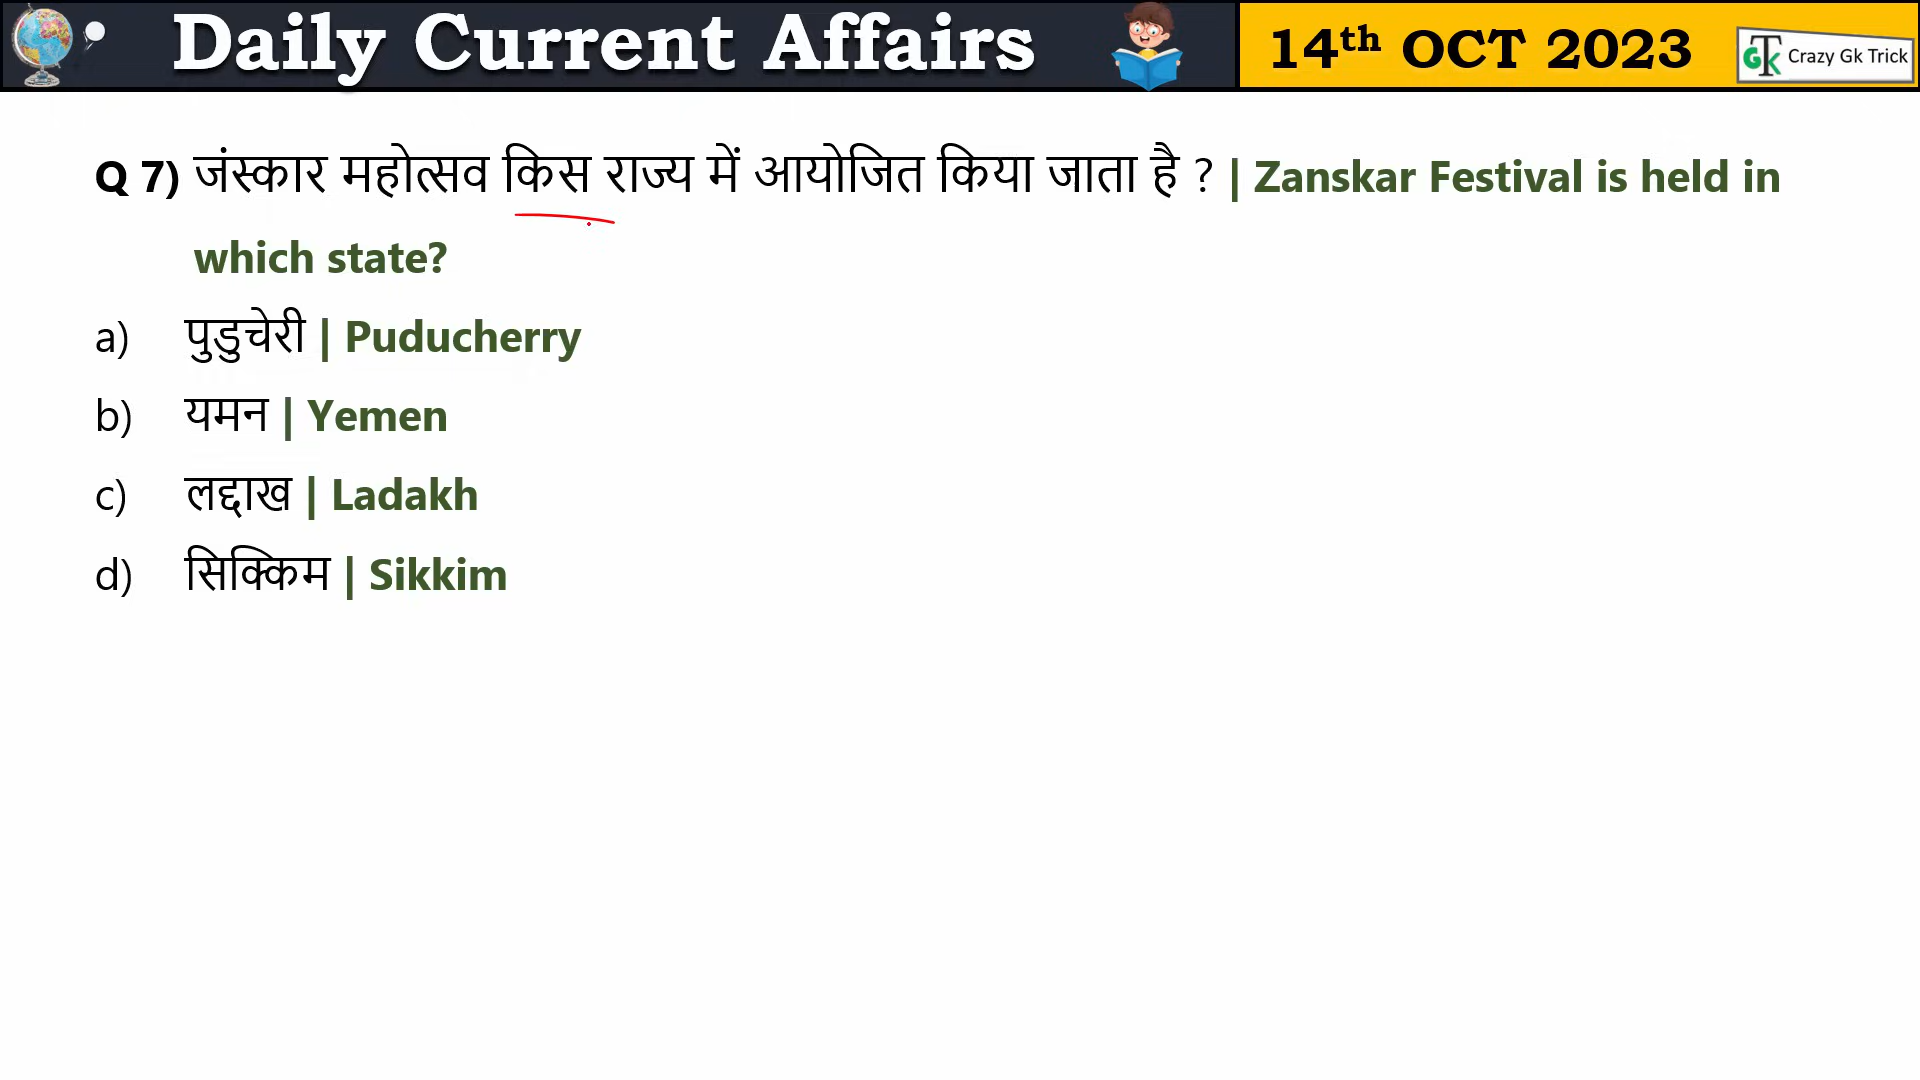 Daily Current Affairs
14th OCT 2023
GTK Crazy Gk Trick
Q 7) जंस्कार महोत्सव किस राज्य में आयोजित किया जाता है ? | Zanskar Festival is held in
which state?
a) पुडुचेरी | Puducherry
b) यमन | Yemen
c) लद्दाख | Ladakh
d) सिक्किम | Sikkim